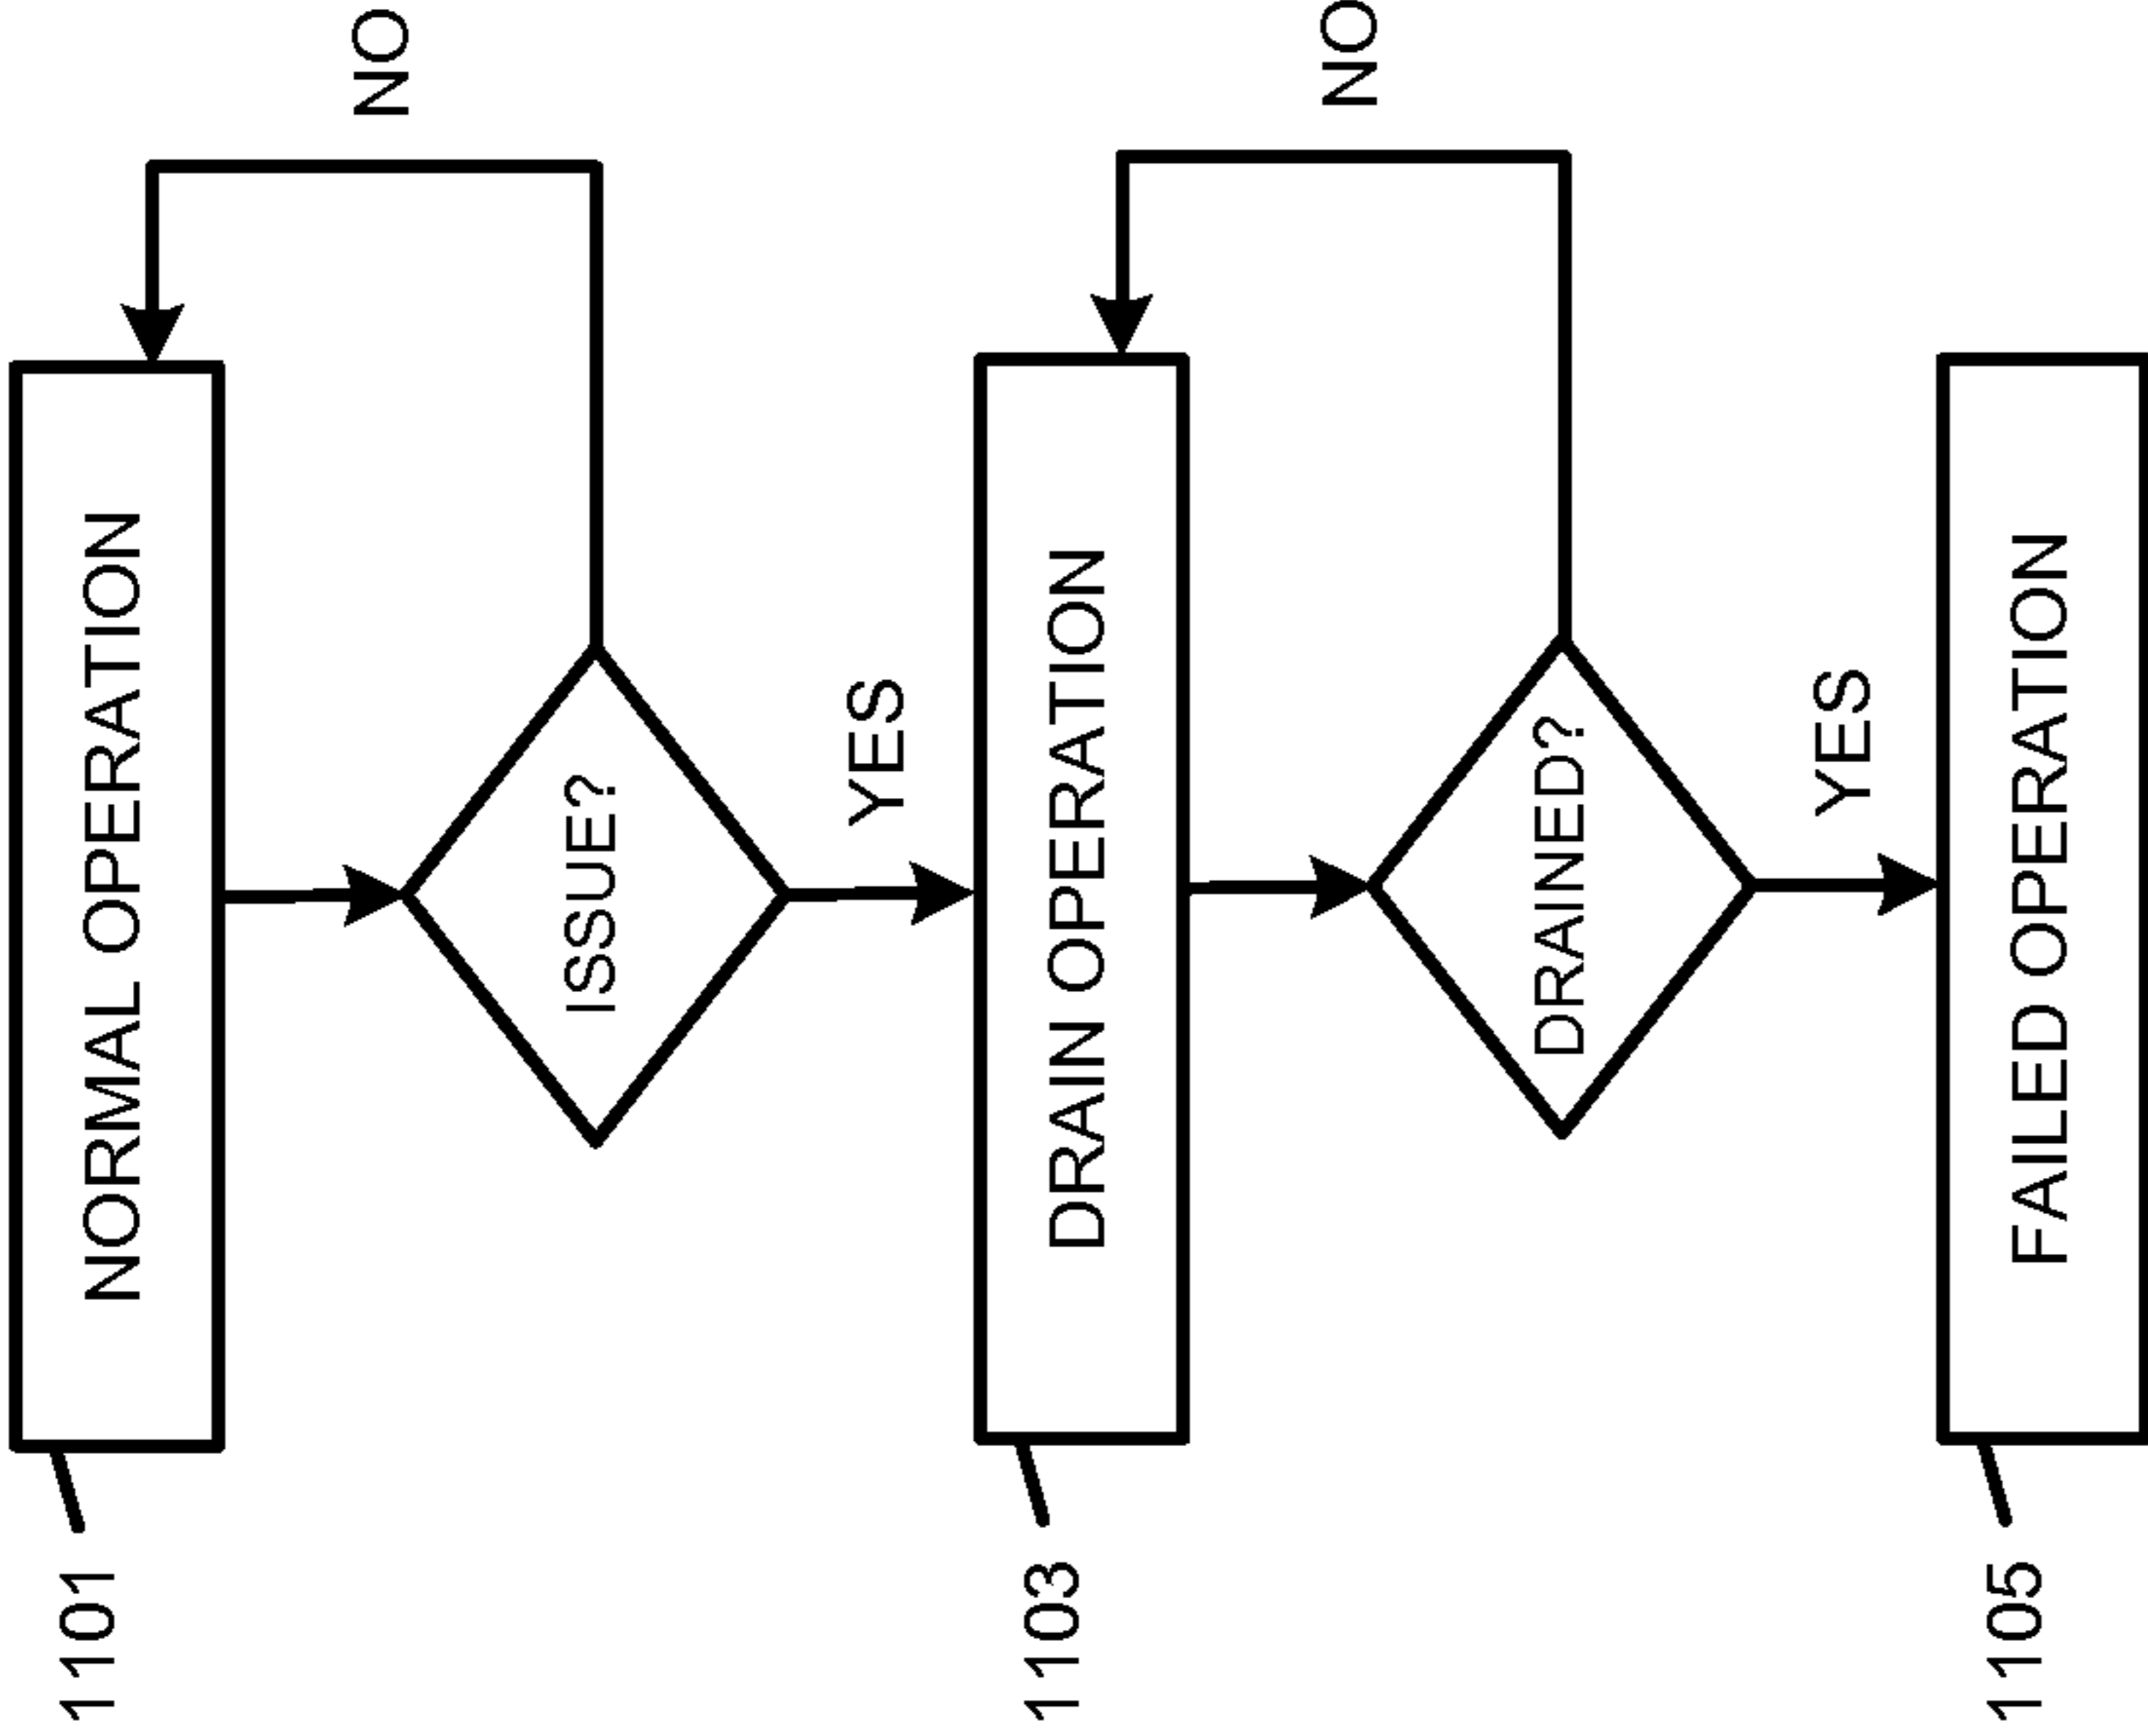 1101
NORMAL OPERATION
ISSUE?
NO
YES
1103
DRAIN OPERATION
DRAINED?
NO
YES
1105
FAILED OPERATION